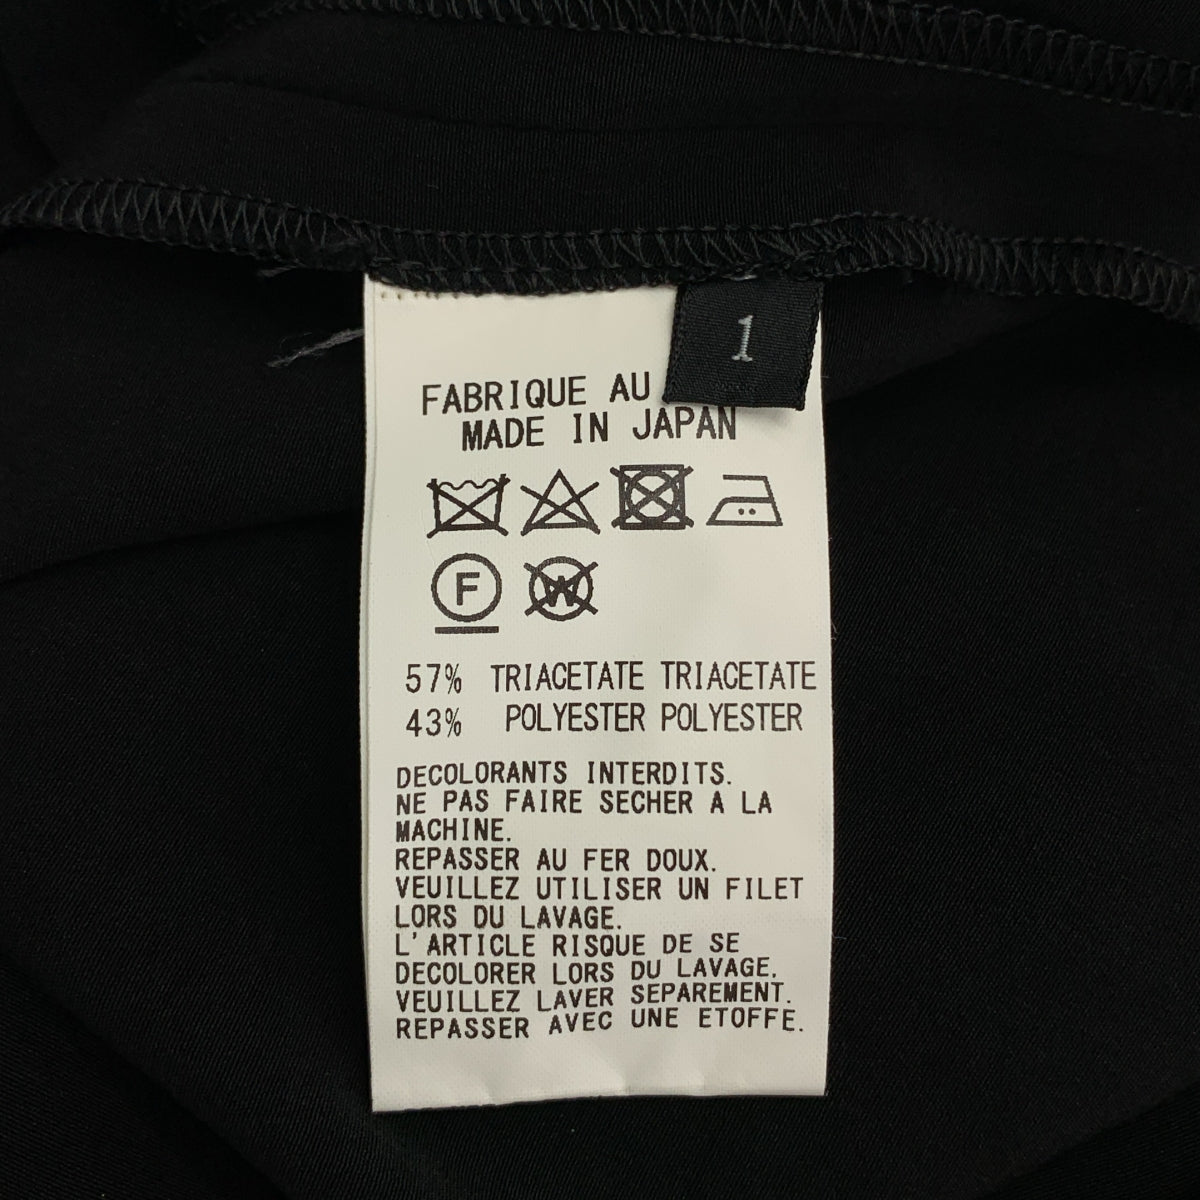 1
FABRIQUE AU
MADE IN JAPAN
F W
57% TRIACETATE TRIACETATE
43% POLYESTER POLYESTER
DECOLORANTS INTERDITS.
NE PAS FAIRE SECHER A LA
MACHINE.
REPASSER AU FER DOUX.
VEUILLEZ UTILISER UN FILET
LORS DU LAVAGE.
L'ARTICLE RISQUE DE SE
DECOLORER LORS DU LAVAGE.
VEUILLEZ LAVER SEPAREMENT.
REPASSER AVEC UNE ETOFFE.